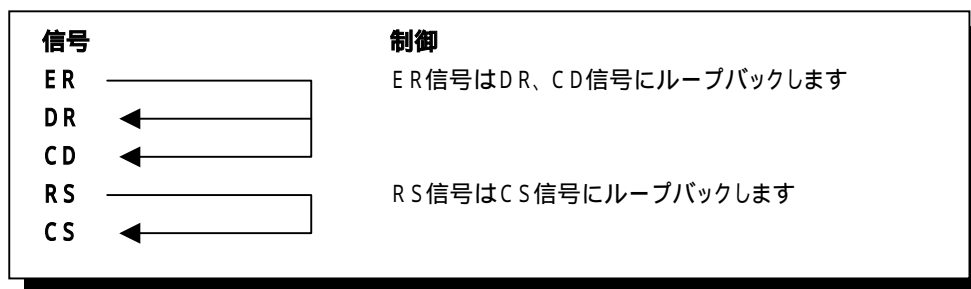 信号 制御
ER ER信号はDR、CD信号にループバックします
DR
CD
RS RS信号はCS信号にループバックします
CS